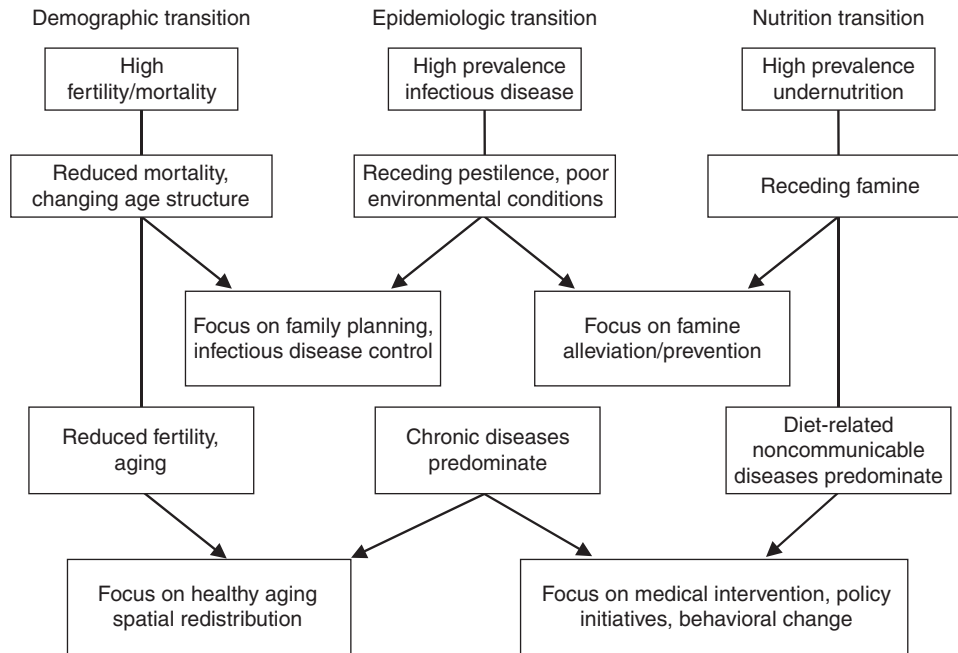 Demographic transition
Epidemiologic transition
Nutrition transition
High
fertility/mortality
High prevalence
infectious disease
High prevalence
undernutrition
Reduced mortality,
changing age structure
Receding pestilence, poor
environmental conditions
Receding famine
Focus on family planning,
infectious disease control
Focus on famine
alleviation/prevention
Reduced fertility,
aging
Chronic diseases
predominate
Diet-related
noncommunicable
diseases predominate
Focus on healthy aging
spatial redistribution
Focus on medical intervention, policy
initiatives, behavioral change